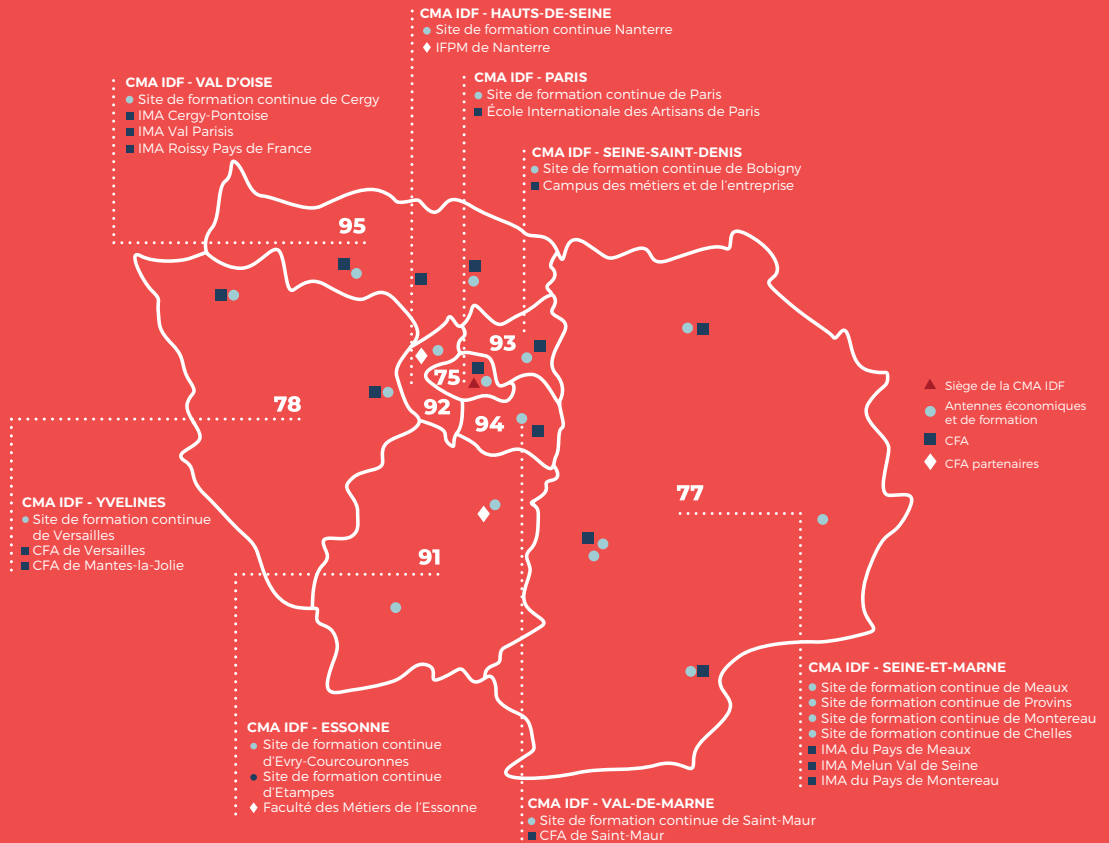 CMA IDF - HAUTS-DE-SEINE
Site de formation continue Nanterre
IFPM de Nanterre
CMA IDF - VAL D'OISE
Site de formation continue de Cergy
IMA Cergy-Pontoise
IMA Val Parisis
IMA Roissy Pays de France
CMA IDF - PARIS
Site de formation continue de Paris
École Internationale des Artisans de Paris
CMA IDF - SEINE-SAINT-DENIS
Site de formation continue de Bobigny
Campus des métiers et de l'entreprise
95
93
75
92
78
94
77
91
Siège de la CMA IDF
Antennes économiques
et de formation
CFA
CFA partenaires
CMA IDF - YVELINES
Site de formation continue
de Versailles
CFA de Versailles
CFA de Mantes-la-Jolie
CMA IDF - SEINE-ET-MARNE
Site de formation continue de Meaux
Site de formation continue de Provins
Site de formation continue de Montereau
Site de formation continue de Chelles
IMA du Pays de Meaux
IMA Melun Val de Seine
IMA du Pays de Montereau
CMA IDF - ESSONNE
Site de formation continue
d'Evry-Courcouronnes
Site de formation continue
d'Etampes
Faculté des Métiers de l'Essonne
CMA IDF - VAL-DE-MARNE
Site de formation continue de Saint-Maur
CFA de Saint-Maur